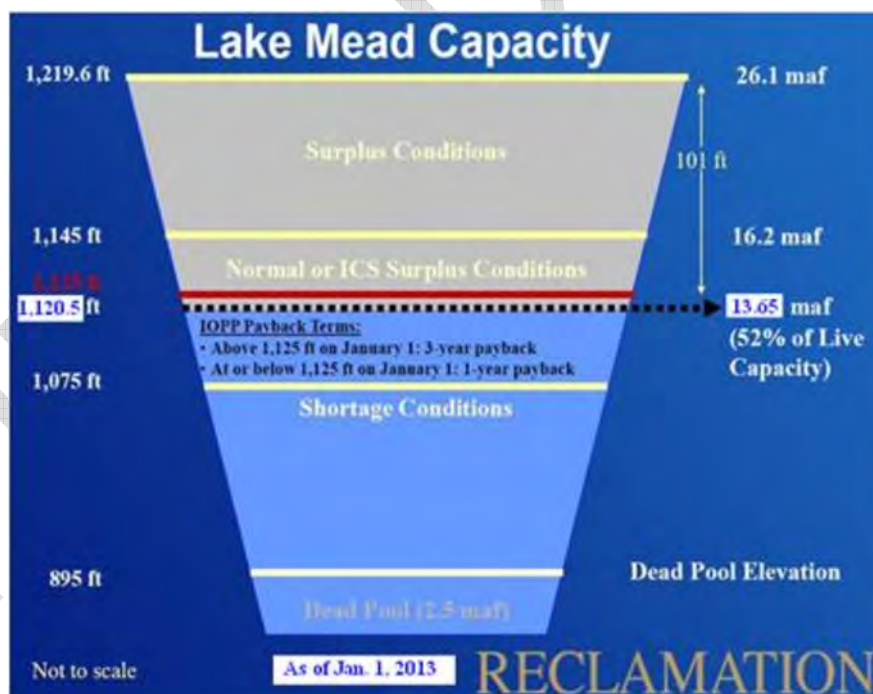 Lake Mead Capacity
1,219.6 ft
26.1 maf
Surplus Conditions
101 ft
1,145 ft
16.2 maf
Normal or ICS Surplus Conditions
1,125 ft
1,120.5 ft
13.65 maf
(52% of Live
Capacity)
IOPP Payback Terms:
• Above 1,125 ft on January 1: 3-year payback
• At or below 1,125 ft on January 1: 1-year payback
1,075 ft
Shortage Conditions
895 ft
Dead Pool Elevation
Dead Pool (2.5 maf)
Not to scale
As of Jan. 1, 2013
RECLAMATION